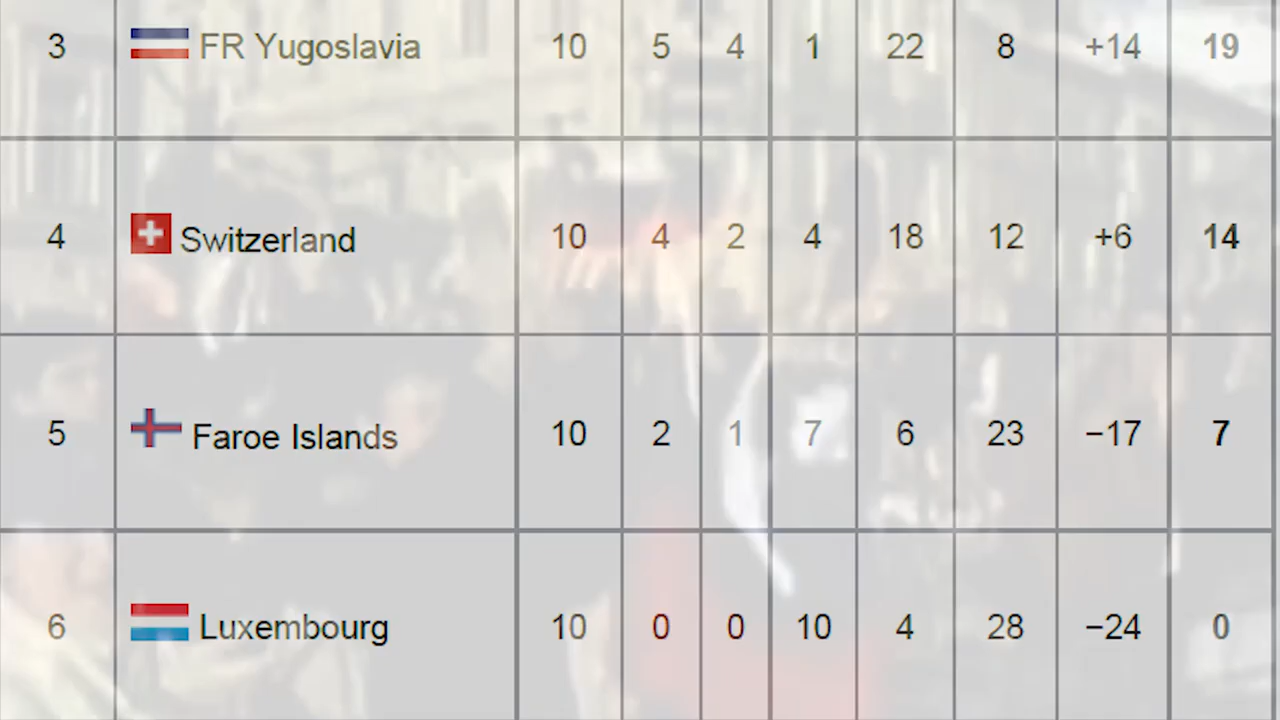 3 FR Yugoslavia 10 5 4 1 22 8 +14 19
4 Switzerland 10 4 2 4 18 12 +6 14
5 Faroe Islands 10 2 1 7 6 23 −17 7
6 Luxembourg 10 0 0 10 4 28 −24 0